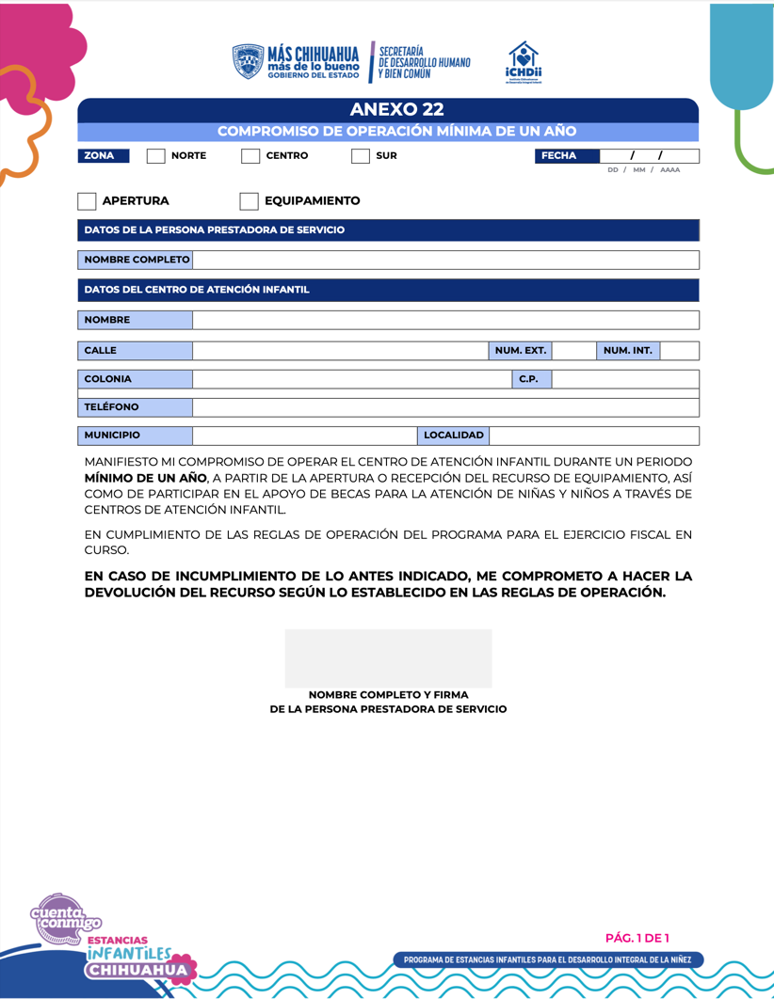 MÁS CHIHUAHUA
más de lo bueno
GOBIERNO DEL ESTADO
SECRETARÍA
DE DESARROLLO HUMANO
Y BIEN COMÚN
iCHDii
Instituto Chihuahuense
de Desarrollo Integral Infantil
ANEXO 22
COMPROMISO DE OPERACIÓN MÍNIMA DE UN AÑO
ZONA NORTE CENTRO SUR FECHA / /
DD / MM / AAAA
APERTURA EQUIPAMIENTO
DATOS DE LA PERSONA PRESTADORA DE SERVICIO
NOMBRE COMPLETO
DATOS DEL CENTRO DE ATENCIÓN INFANTIL
NOMBRE
CALLE NUM. EXT. NUM. INT.
COLONIA C.P.
TELÉFONO
MUNICIPIO LOCALIDAD
MANIFIESTO MI COMPROMISO DE OPERAR EL CENTRO DE ATENCIÓN INFANTIL DURANTE UN PERIODO
MÍNIMO DE UN AÑO, A PARTIR DE LA APERTURA O RECEPCIÓN DEL RECURSO DE EQUIPAMIENTO, ASÍ
COMO DE PARTICIPAR EN EL APOYO DE BECAS PARA LA ATENCIÓN DE NIÑAS Y NIÑOS A TRAVÉS DE
CENTROS DE ATENCIÓN INFANTIL.
EN CUMPLIMIENTO DE LAS REGLAS DE OPERACIÓN DEL PROGRAMA PARA EL EJERCICIO FISCAL EN
CURSO.
EN CASO DE INCUMPLIMIENTO DE LO ANTES INDICADO, ME COMPROMETO A HACER LA
DEVOLUCIÓN DEL RECURSO SEGÚN LO ESTABLECIDO EN LAS REGLAS DE OPERACIÓN.
NOMBRE COMPLETO Y FIRMA
DE LA PERSONA PRESTADORA DE SERVICIO
cuenta
conmigo
ESTANCIAS
iNFANTiLES
CHIHUAHUA
PÁG. 1 DE 1
PROGRAMA DE ESTANCIAS INFANTILES PARA EL DESARROLLO INTEGRAL DE LA NIÑEZ